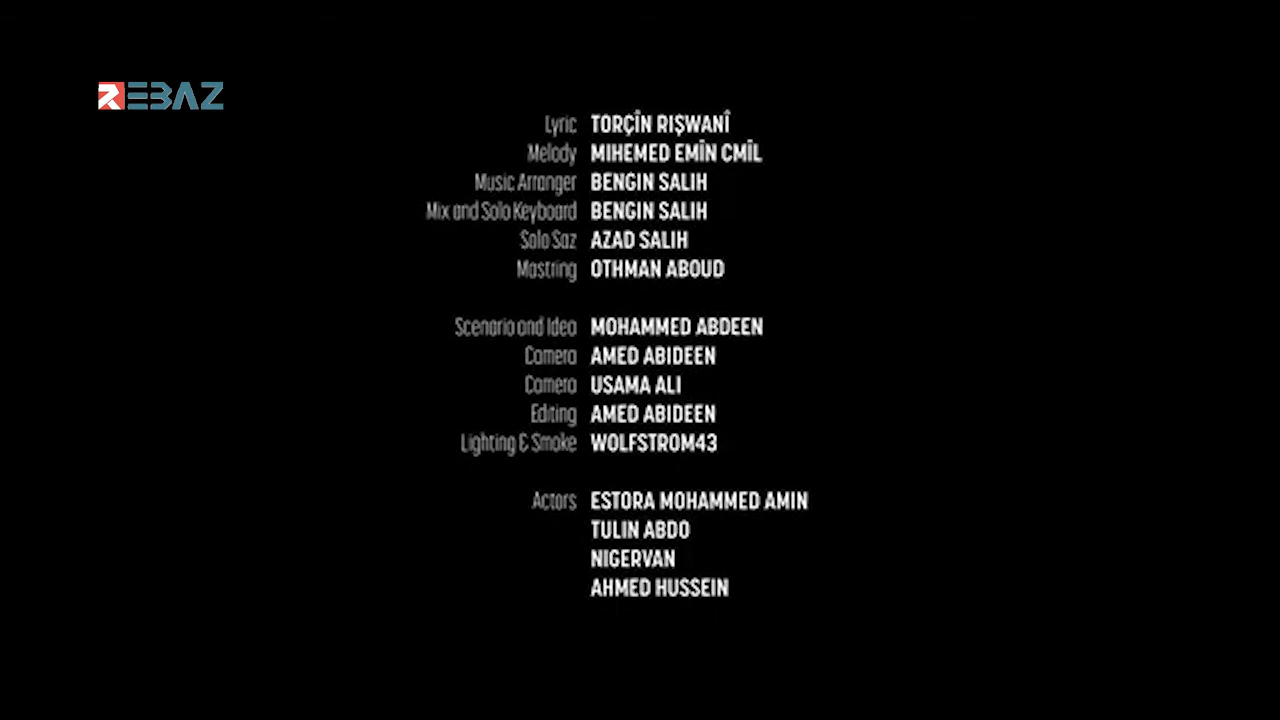 REBAZ
Lyric TORÇÎN RIŞWANÎ
Melody MIHEMED EMÎN CMÎL
Music Arranger BENGIN SALIH
Mix and Solo Keyboard BENGIN SALIH
Solo Saz AZAD SALIH
Mastring OTHMAN ABOUD
Scenario and Idea MOHAMMED ABDEEN
Camera AMED ABIDEEN
Camera USAMA ALI
Editing AMED ABIDEEN
Lighting & Smoke WOLFSTROM43
Actors ESTORA MOHAMMED AMIN
TULIN ABDO
NIGERVAN
AHMED HUSSEIN